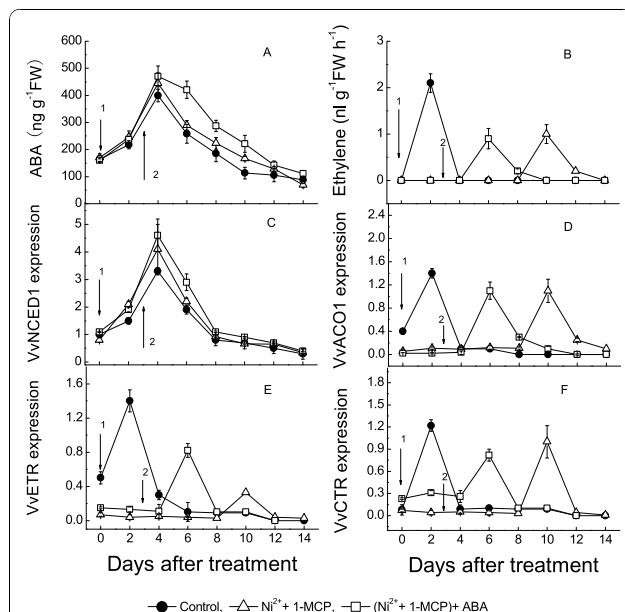 600
500
400
300
200
100
0
ABA (ng g⁻¹FW)
A
1
2
3
2
1
0
Ethylene (nl g⁻¹FW h⁻¹)
B
1
2
7
6
5
4
3
2
1
0
VvNCED1 expression
C
1
2
2.4
2.0
1.6
1.2
0.8
0.4
0.0
VvACO1 expression
D
1
2
1.6
1.2
0.8
0.4
0.0
VvETR expression
E
1
2
0 2 4 6 8 10 12 14
Days after treatment
1.8
1.5
1.2
0.9
0.6
0.3
0.0
VvCTR expression
F
1
2
0 2 4 6 8 10 12 14
Days after treatment
Control, Ni²⁺+ 1-MCP, (Ni²⁺+ 1-MCP)+ ABA